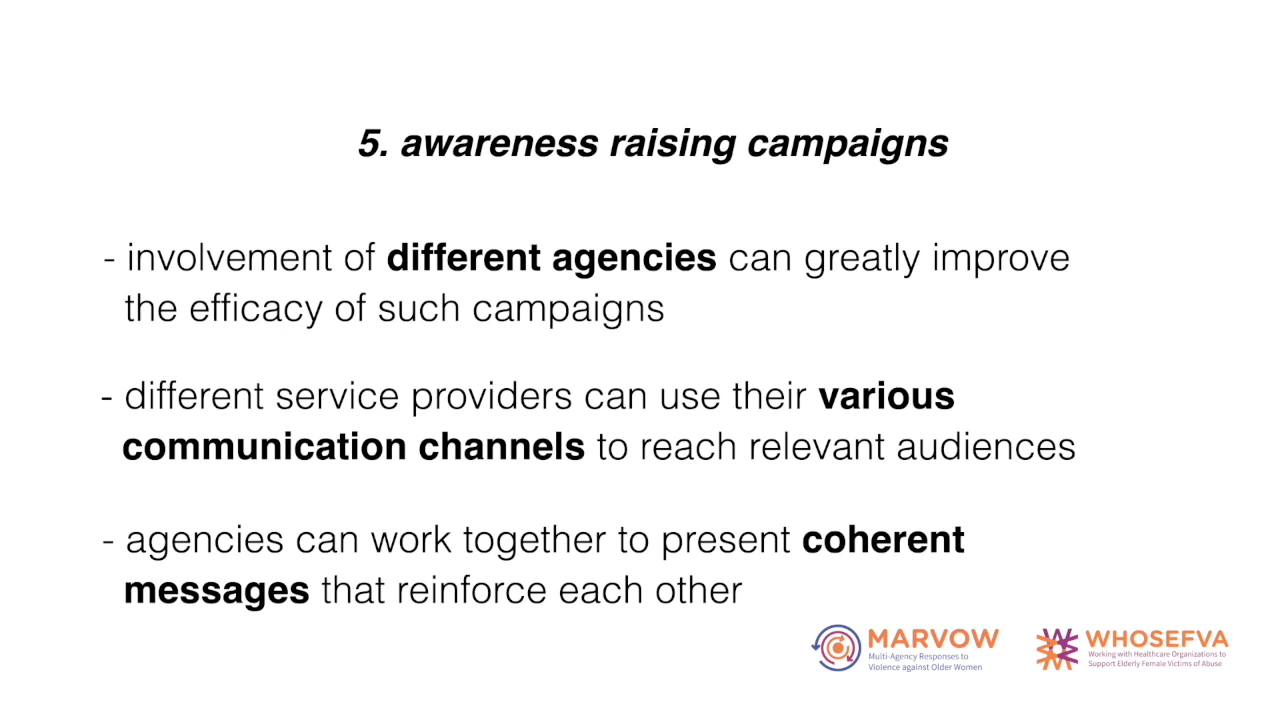 5. awareness raising campaigns
- involvement of different agencies can greatly improve
the efficacy of such campaigns
- different service providers can use their various
communication channels to reach relevant audiences
- agencies can work together to present coherent
messages that reinforce each other
MARVOW
Multi-Agency Responses to
Violence against Older Women
WHOSEFVA
Working with Healthcare Organizations to
Support Elderly Female Victims of Abuse